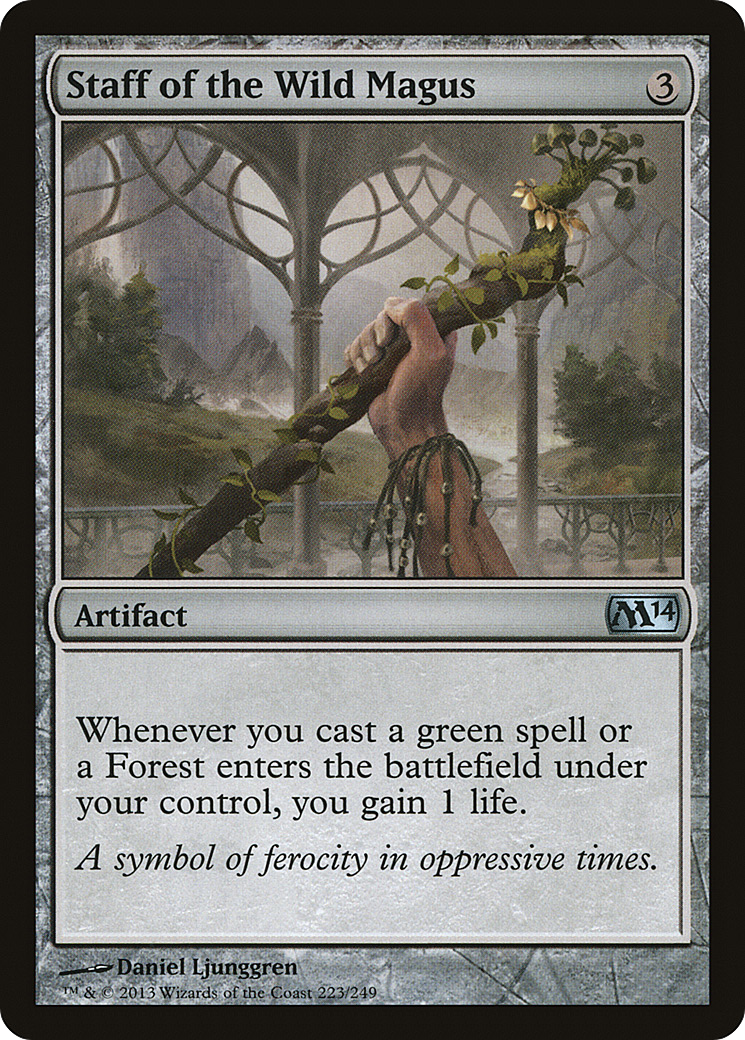 Staff of the Wild Magus 3
Artifact M14
Whenever you cast a green spell or
a Forest enters the battlefield under
your control, you gain 1 life.
A symbol of ferocity in oppressive times.
Daniel Ljunggren
™ & © 2013 Wizards of the Coast 223/249